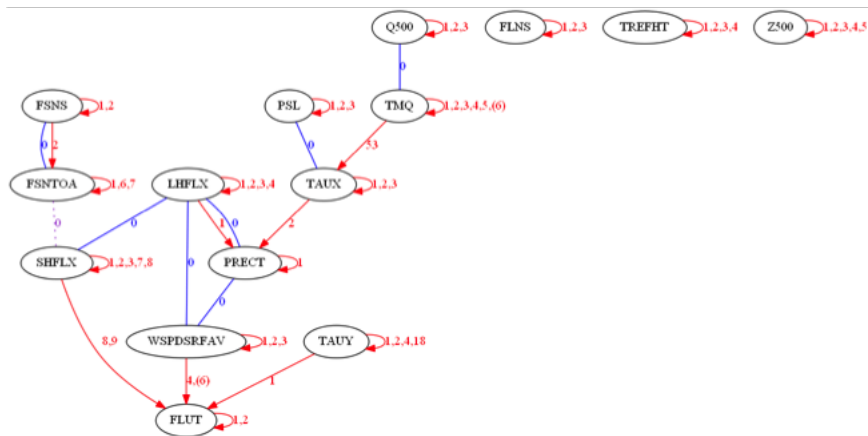 Q500 1,2,3 FLNS 1,2,3 TREFHT 1,2,3,4 Z500 1,2,3,4,5
0
FSNS 1,2 PSL 1,2,3 TMQ 1,2,3,4,5,(6)
0 2 0 53
FSNTOA 1,6,7 LHFLX 1,2,3,4 TAUX 1,2,3
0 0 1 0 2
SHFLX 1,2,3,7,8 0 PRECT 1
0
8,9 WSPDSRFAV 1,2,3 TAUY 1,2,4,18
4,(6) 1
FLUT 1,2